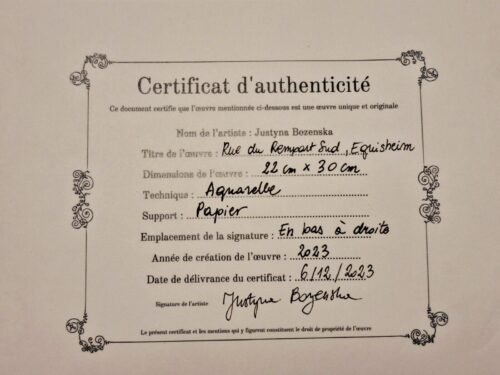 Certificat d'authenticité
Ce document certifie que l'œuvre mentionnée ci-dessous est une œuvre unique et originale
Nom de l'artiste : Justyna Bozenska
Titre de l'œuvre : Rue du Rempart Sud, Eguisheim
Dimensions de l'œuvre : 22 cm x 30 cm
Technique : Aquarelle
Support : Papier
Emplacement de la signature : En bas à droite
Année de création de l'œuvre : 2023
Date de délivrance du certificat : 6/12/2023
Signature de l'artiste Justyna Bozenska
Le présent certificat et les mentions qui y figurent constituent le droit de propriété de l'œuvre